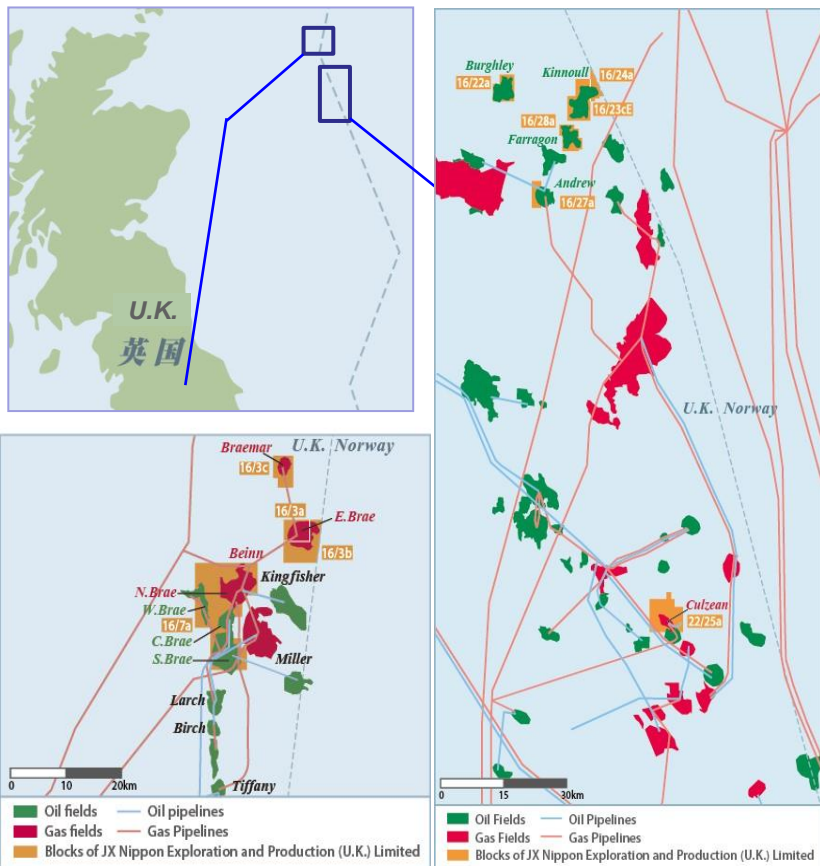 U.K.
英国
Burghley
16/22a
Kinnoull
16/24a
16/23cE
16/28a
Farragon
Andrew
16/27a
U.K. Norway
Culzean
22/25a
0 15 30km
Oil Fields
Oil Pipelines
Gas Fields
Gas Pipelines
Blocks of JX Nippon Exploration and Production (U.K.) Limited
U.K. Norway
Braemar
16/3c
16/3a
E.Brae
16/3b
Beinn
Kingfisher
N.Brae
W.Brae
16/7a
C.Brae
S.Brae
Miller
Larch
Birch
Tiffany
0 10 20km
Oil fields
Oil pipelines
Gas fields
Gas Pipelines
Blocks of JX Nippon Exploration and Production (U.K.) Limited